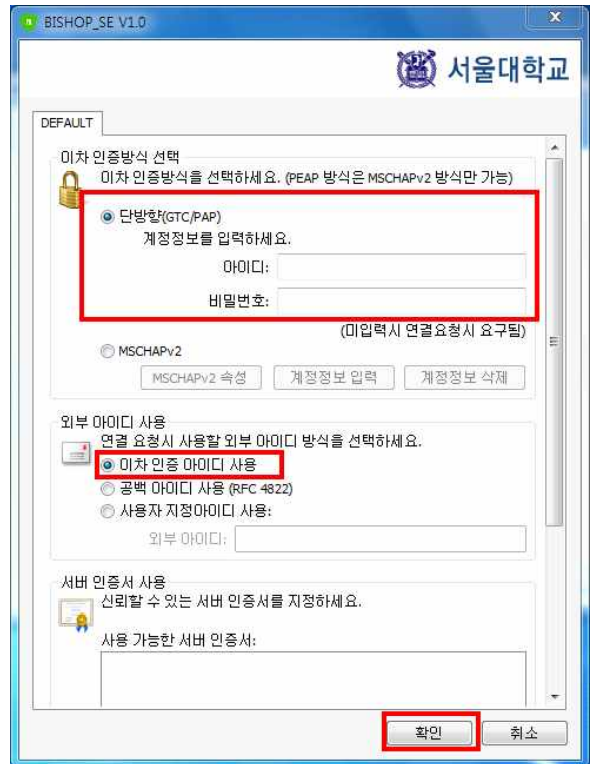 BISHOP_SE V1.0
서울대학교
DEFAULT
이차 인증방식 선택
이차 인증방식을 선택하세요. (PEAP 방식은 MSCHAPv2 방식만 가능)
단방향(GTC/PAP)
계정정보를 입력하세요.
아이디:
비밀번호:
(미입력시 연결요청시 요구됨)
MSCHAPv2
MSCHAPv2 속성 계정정보 입력 계정정보 삭제
외부 아이디 사용
연결 요청시 사용할 외부 아이디 방식을 선택하세요.
이차 인증 아이디 사용
공백 아이디 사용 (RFC 4822)
사용자 지정아이디 사용:
외부 아이디:
서버 인증서 사용
신뢰할 수 있는 서버 인증서를 지정하세요.
사용 가능한 서버 인증서:
확인 취소